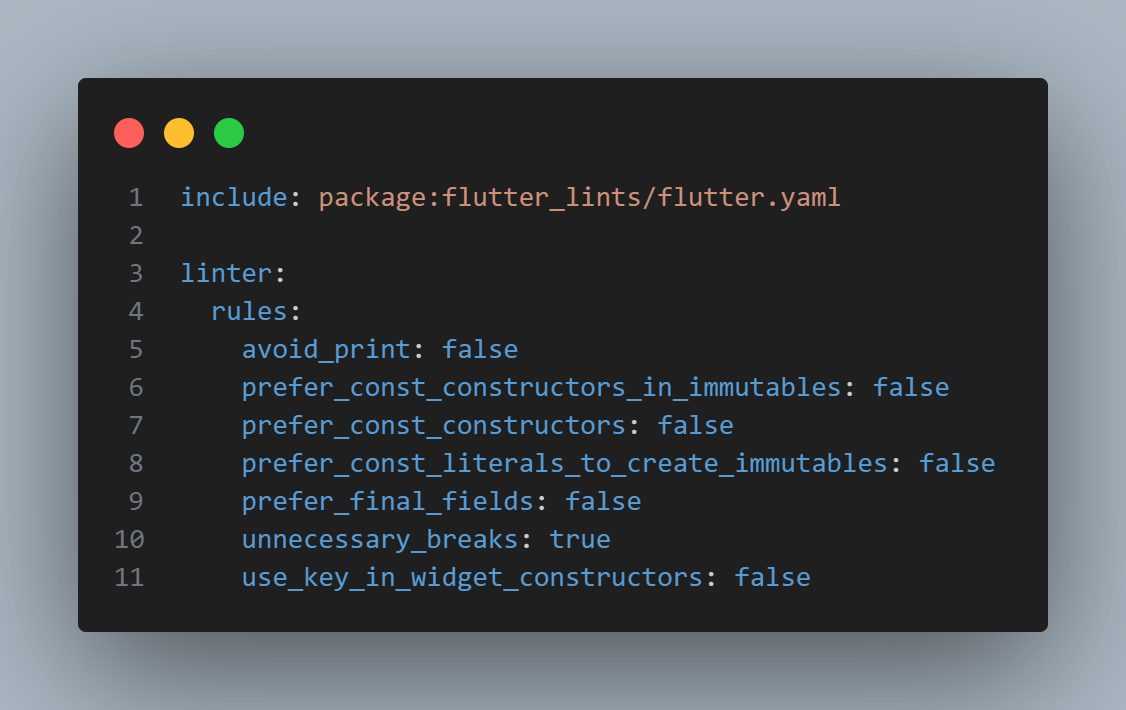 1 include: package:flutter_lints/flutter.yaml
2
3 linter:
4   rules:
5     avoid_print: false
6     prefer_const_constructors_in_immutables: false
7     prefer_const_constructors: false
8     prefer_const_literals_to_create_immutables: false
9     prefer_final_fields: false
10     unnecessary_breaks: true
11     use_key_in_widget_constructors: false